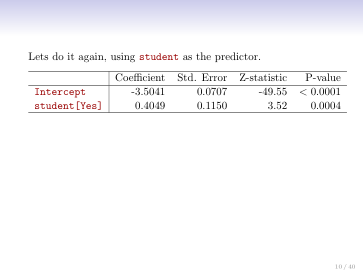 Lets do it again, using student as the predictor.
Coefficient Std. Error Z-statistic P-value
Intercept -3.5041 0.0707 -49.55 < 0.0001
student[Yes] 0.4049 0.1150 3.52 0.0004
10 / 40